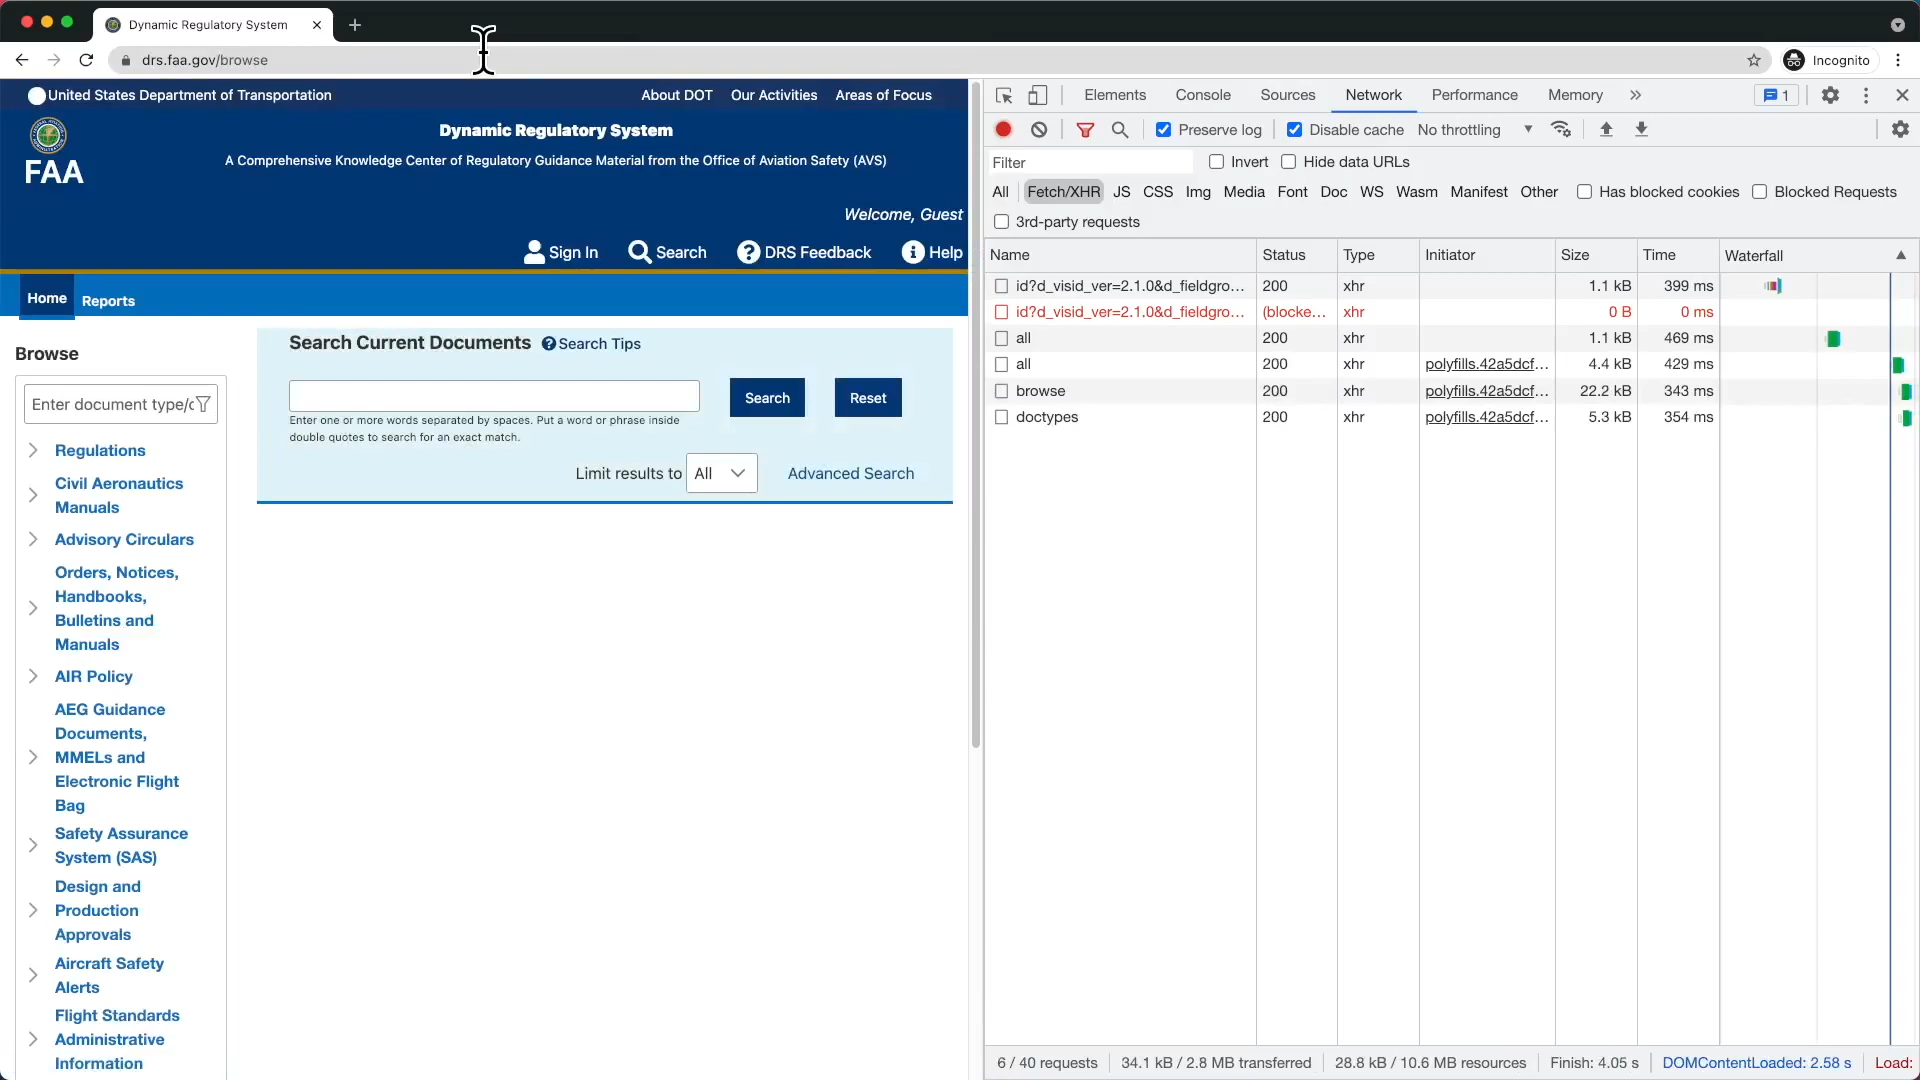 Dynamic Regulatory System
drs.faa.gov/browse
Incognito
United States Department of Transportation
About DOT Our Activities Areas of Focus
FAA
Dynamic Regulatory System
A Comprehensive Knowledge Center of Regulatory Guidance Material from the Office of Aviation Safety (AVS)
Welcome, Guest
Sign In Search DRS Feedback Help
Home Reports
Browse
Enter document type/c
Regulations
Civil Aeronautics
Manuals
Advisory Circulars
Orders, Notices,
Handbooks,
Bulletins and
Manuals
AIR Policy
AEG Guidance
Documents,
MMELs and
Electronic Flight
Bag
Safety Assurance
System (SAS)
Design and
Production
Approvals
Aircraft Safety
Alerts
Flight Standards
Administrative
Information
Search Current Documents Search Tips
Search Reset
Enter one or more words separated by spaces. Put a word or phrase inside
double quotes to search for an exact match.
Limit results to All Advanced Search
Elements Console Sources Network Performance Memory 1
Preserve log Disable cache No throttling
Filter Invert Hide data URLs
All Fetch/XHR JS CSS Img Media Font Doc WS Wasm Manifest Other Has blocked cookies Blocked Requests
3rd-party requests
Name Status Type Initiator Size Time Waterfall
id?d_visid_ver=2.1.0&d_fieldgro... 200 xhr 1.1 kB 399 ms
id?d_visid_ver=2.1.0&d_fieldgro... (blocke... xhr 0 B 0 ms
all 200 xhr 1.1 kB 469 ms
all 200 xhr polyfills.42a5dcf... 4.4 kB 429 ms
browse 200 xhr polyfills.42a5dcf... 22.2 kB 343 ms
doctypes 200 xhr polyfills.42a5dcf... 5.3 kB 354 ms
6 / 40 requests 34.1 kB / 2.8 MB transferred 28.8 kB / 10.6 MB resources Finish: 4.05 s DOMContentLoaded: 2.58 s Load: